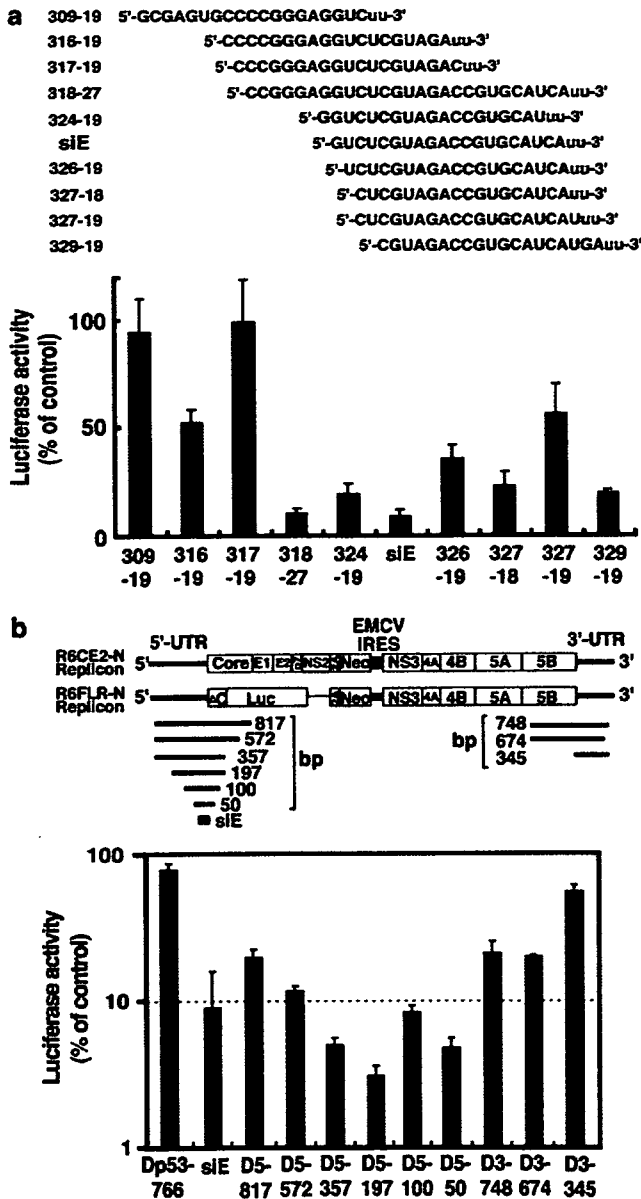 a
309-19 5'-GCGAGUGCCCCGGGAGGUCuu-3'
316-19 5'-CCCCGGGAGGUCUCGUAGAuu-3'
317-19 5'-CCCGGGAGGUCUCGUAGACuu-3'
318-27 5'-CCGGGAGGUCUCGUAGACCGUGCAUCAuu-3'
324-19 5'-GGUCUCGUAGACCGUGCAUuu-3'
siE 5'-GUCUCGUAGACCGUGCAUCAuu-3'
326-19 5'-UCUCGUAGACCGUGCAUCAuu-3'
327-18 5'-CUCGUAGACCGUGCAUCAuu-3'
327-19 5'-CUCGUAGACCGUGCAUCAUuu-3'
329-19 5'-CGUAGACCGUGCAUCAUGAuu-3'
Luciferase activity
(% of control)
100
50
0
309 316 317 318 324 siE 326 327 327 329
-19 -19 -19 -27 -19 -19 -18 -19 -19
b
EMCV
5'-UTR IRES 3'-UTR
R6CE2-N
Replicon 5' Core E1 E2 NS2 Neo NS3 4A 4B 5A 5B 3'
R6FLR-N
Replicon 5' Luc Neo NS3 4A 4B 5A 5B 3'
817 748
572 bp bp 674
357 345
197
100
50
siE
Luciferase activity
(% of control)
100
10
1
Dp53- siE D5- D5- D5- D5- D5- D5- D3- D3- D3-
766 817 572 357 197 100 50 748 674 345